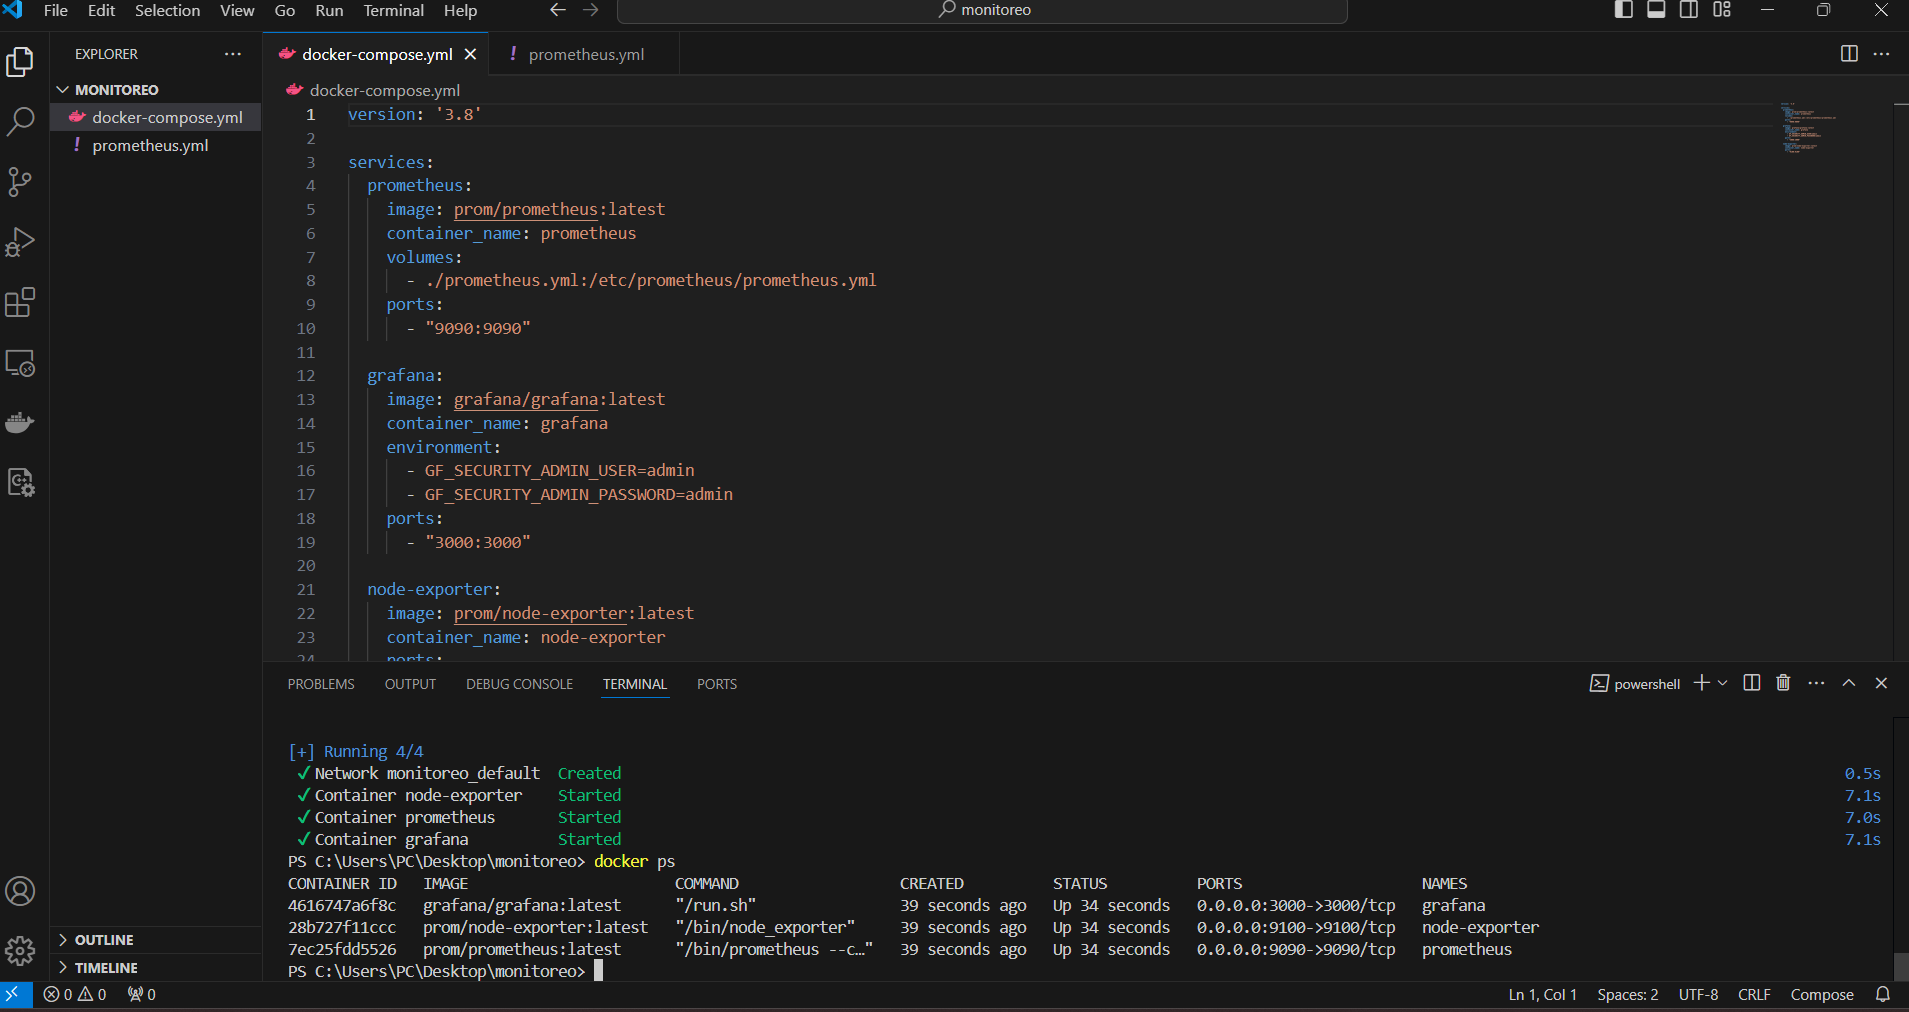 File Edit Selection View Go Run Terminal Help monitoreo
EXPLORER
MONITOREO
docker-compose.yml
prometheus.yml
OUTLINE
TIMELINE
docker-compose.yml prometheus.yml
docker-compose.yml
1 version: '3.8'
2
3 services:
4 prometheus:
5 image: prom/prometheus:latest
6 container_name: prometheus
7 volumes:
8 - ./prometheus.yml:/etc/prometheus/prometheus.yml
9 ports:
10 - "9090:9090"
11
12 grafana:
13 image: grafana/grafana:latest
14 container_name: grafana
15 environment:
16 - GF_SECURITY_ADMIN_USER=admin
17 - GF_SECURITY_ADMIN_PASSWORD=admin
18 ports:
19 - "3000:3000"
20
21 node-exporter:
22 image: prom/node-exporter:latest
23 container_name: node-exporter
24 ports:
PROBLEMS OUTPUT DEBUG CONSOLE TERMINAL PORTS powershell
[+] Running 4/4
✓ Network monitoreo_default Created 0.5s
✓ Container node-exporter Started 7.1s
✓ Container prometheus Started 7.0s
✓ Container grafana Started 7.1s
PS C:\Users\PC\Desktop\monitoreo> docker ps
CONTAINER ID IMAGE COMMAND CREATED STATUS PORTS NAMES
4616747a6f8c grafana/grafana:latest "/run.sh" 39 seconds ago Up 34 seconds 0.0.0.0:3000->3000/tcp grafana
28b727f11ccc prom/node-exporter:latest "/bin/node_exporter" 39 seconds ago Up 34 seconds 0.0.0.0:9100->9100/tcp node-exporter
7ec25fdd5526 prom/prometheus:latest "/bin/prometheus --c…" 39 seconds ago Up 34 seconds 0.0.0.0:9090->9090/tcp prometheus
PS C:\Users\PC\Desktop\monitoreo>
0 0 0 Ln 1, Col 1 Spaces: 2 UTF-8 CRLF Compose